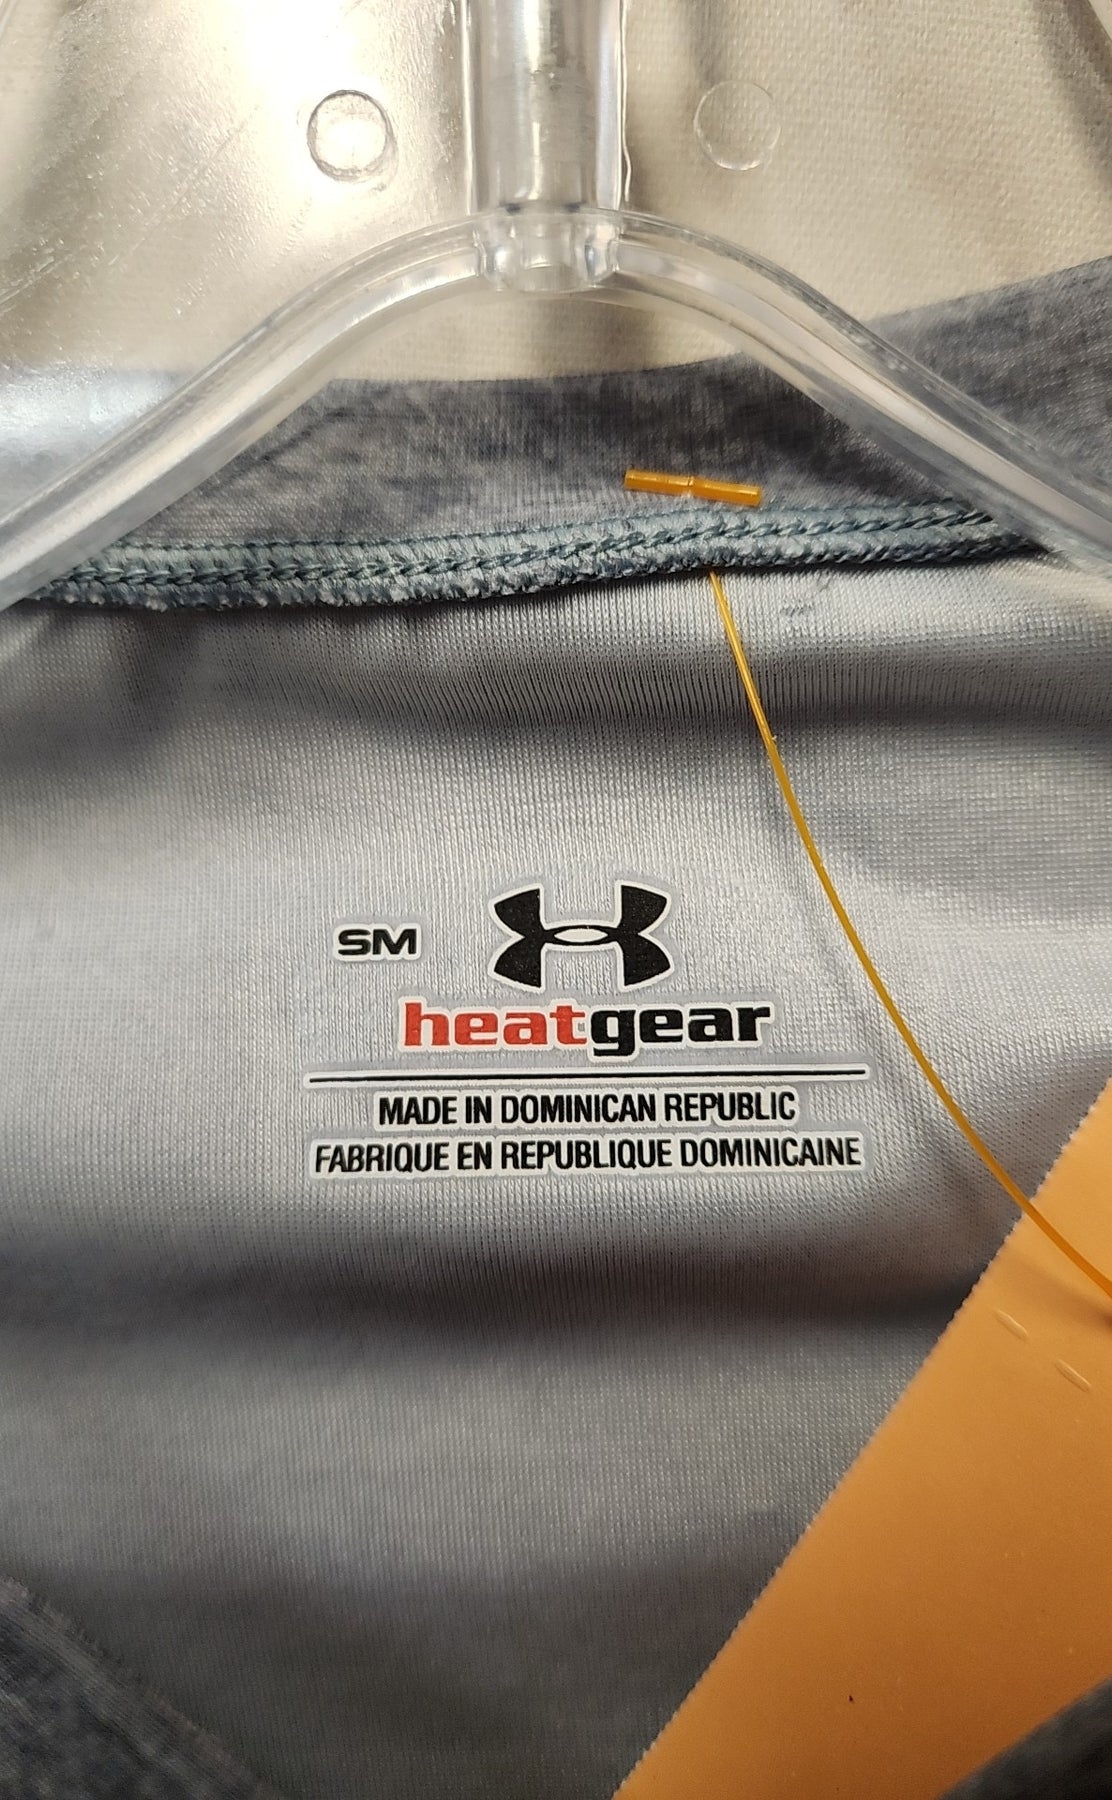 SM
heatgear
MADE IN DOMINICAN REPUBLIC
FABRIQUE EN REPUBLIQUE DOMINICAINE